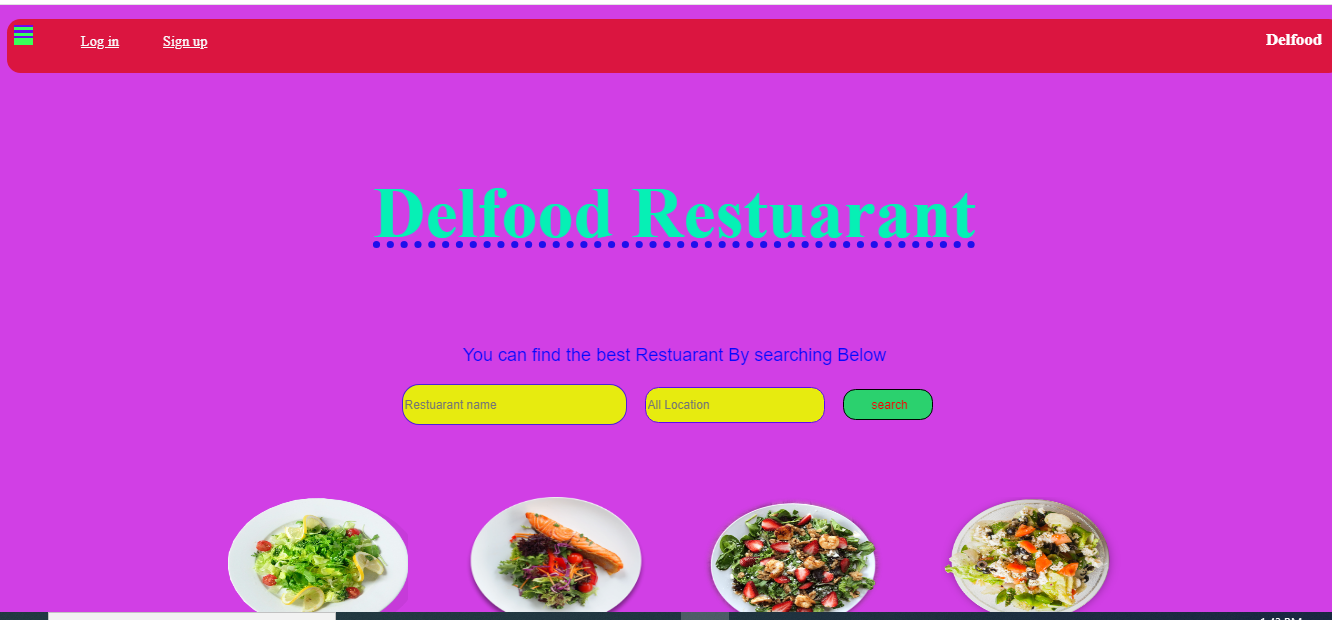 Log in Sign up Delfood
Delfood Restuarant
You can find the best Restuarant By searching Below
Restuarant name All Location search